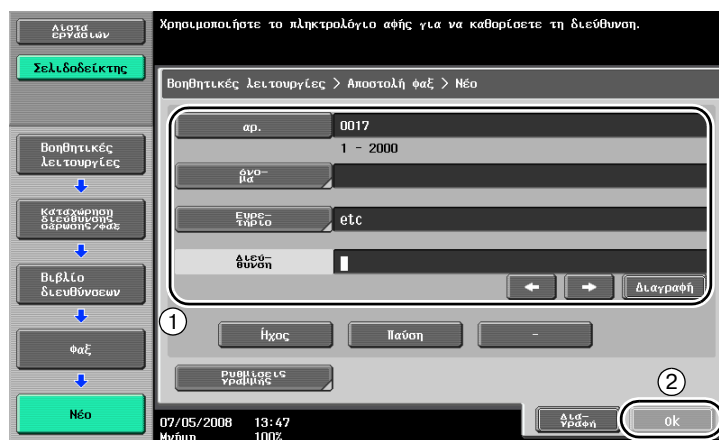 Λίστα
εργασιών
Χρησιμοποιήστε το πληκτρολόγιο αφής για να καθορίσετε τη διεύθυνση.
Σελιδοδείκτης
Βοηθητικές λειτουργίες > Αποστολή φαξ > Νέο
αρ.
0017
1 - 2000
Βοηθητικές
λειτουργίες
όνο-
μα
Καταχώρηση
διεύθυνσης
σάρωσης/φαξ
Ευρε-
τήριο
etc
Διεύ-
θυνση
Βιβλίο
διευθύνσεων
Διαγραφή
1
Ήχος
Παύση
-
φαξ
Ρυθμίσεις
γραμμής
2
Νέο
Δια-
γραφή
ok
07/05/2008 13:47
Μνήμη 100%